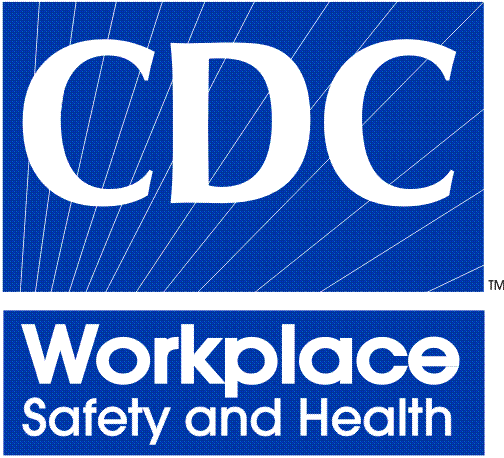 CDC
TM
Workplace
Safety and Health